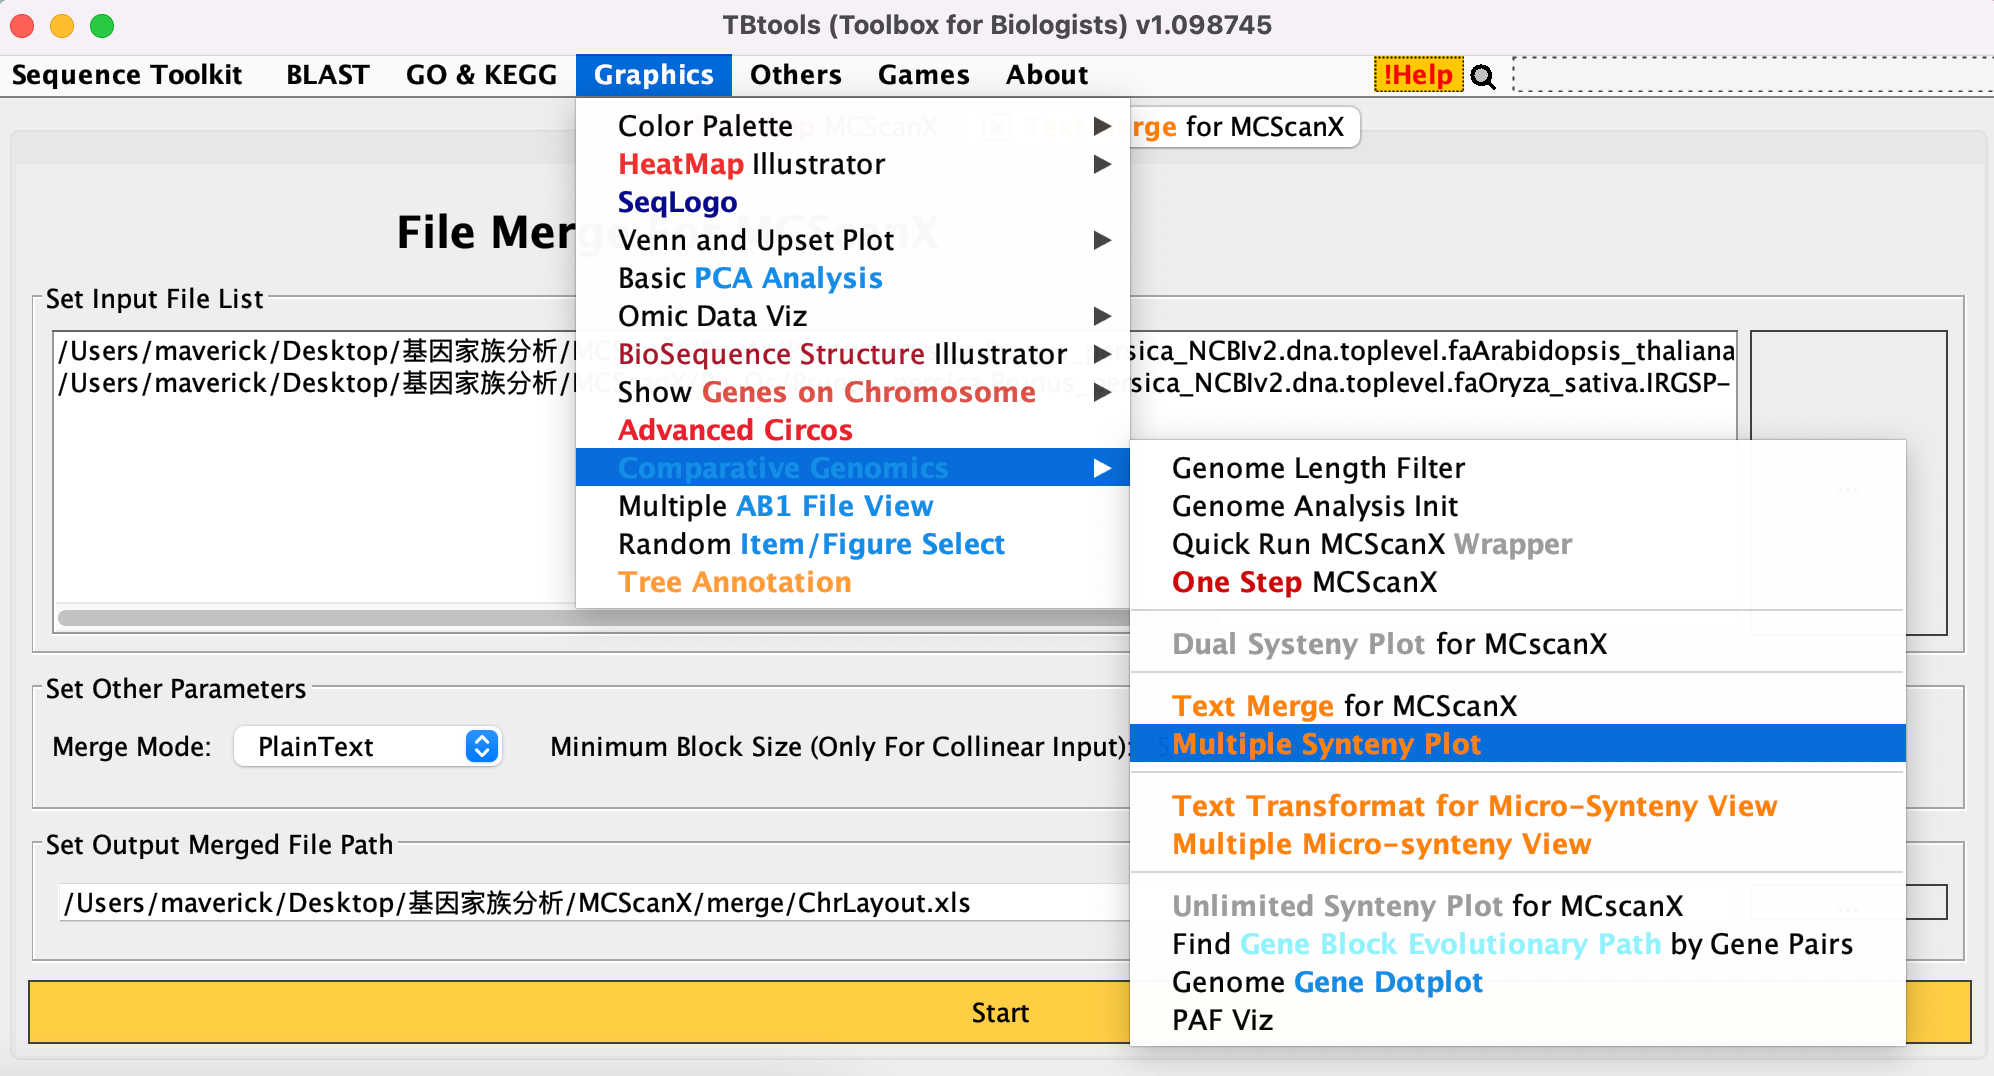 TBtools (Toolbox for Biologists) v1.098745
Sequence Toolkit BLAST GO & KEGG Graphics Others Games About !Help
Color Palette
MCScanX
Text Merge for MCScanX
HeatMap Illustrator
SeqLogo
File Merge For MCScanX
Venn and Upset Plot
Basic PCA Analysis
Set Input File List
Omic Data Viz
/Users/maverick/Desktop/基因家族分析/
sica_NCBIv2.dna.toplevel.faArabidopsis_thaliana
BioSequence Structure Illustrator
/Users/maverick/Desktop/基因家族分析/
sica_NCBIv2.dna.toplevel.faOryza_sativa.IRGSP-
Show Genes on Chromosome
Advanced Circos
Comparative Genomics
Multiple AB1 File View
Random Item/Figure Select
Tree Annotation
Genome Length Filter
...
Genome Analysis Init
Quick Run MCScanX Wrapper
One Step MCScanX
Dual Systeny Plot for MCscanX
Text Merge for MCScanX
Multiple Synteny Plot
Text Transformat for Micro-Synteny View
Multiple Micro-synteny View
Unlimited Synteny Plot for MCscanX
Find Gene Block Evolutionary Path by Gene Pairs
Genome Gene Dotplot
PAF Viz
Set Other Parameters
Merge Mode: PlainText Minimum Block Size (Only For Collinear Input):
Set Output Merged File Path
/Users/maverick/Desktop/基因家族分析/MCScanX/merge/ChrLayout.xls
...
Start